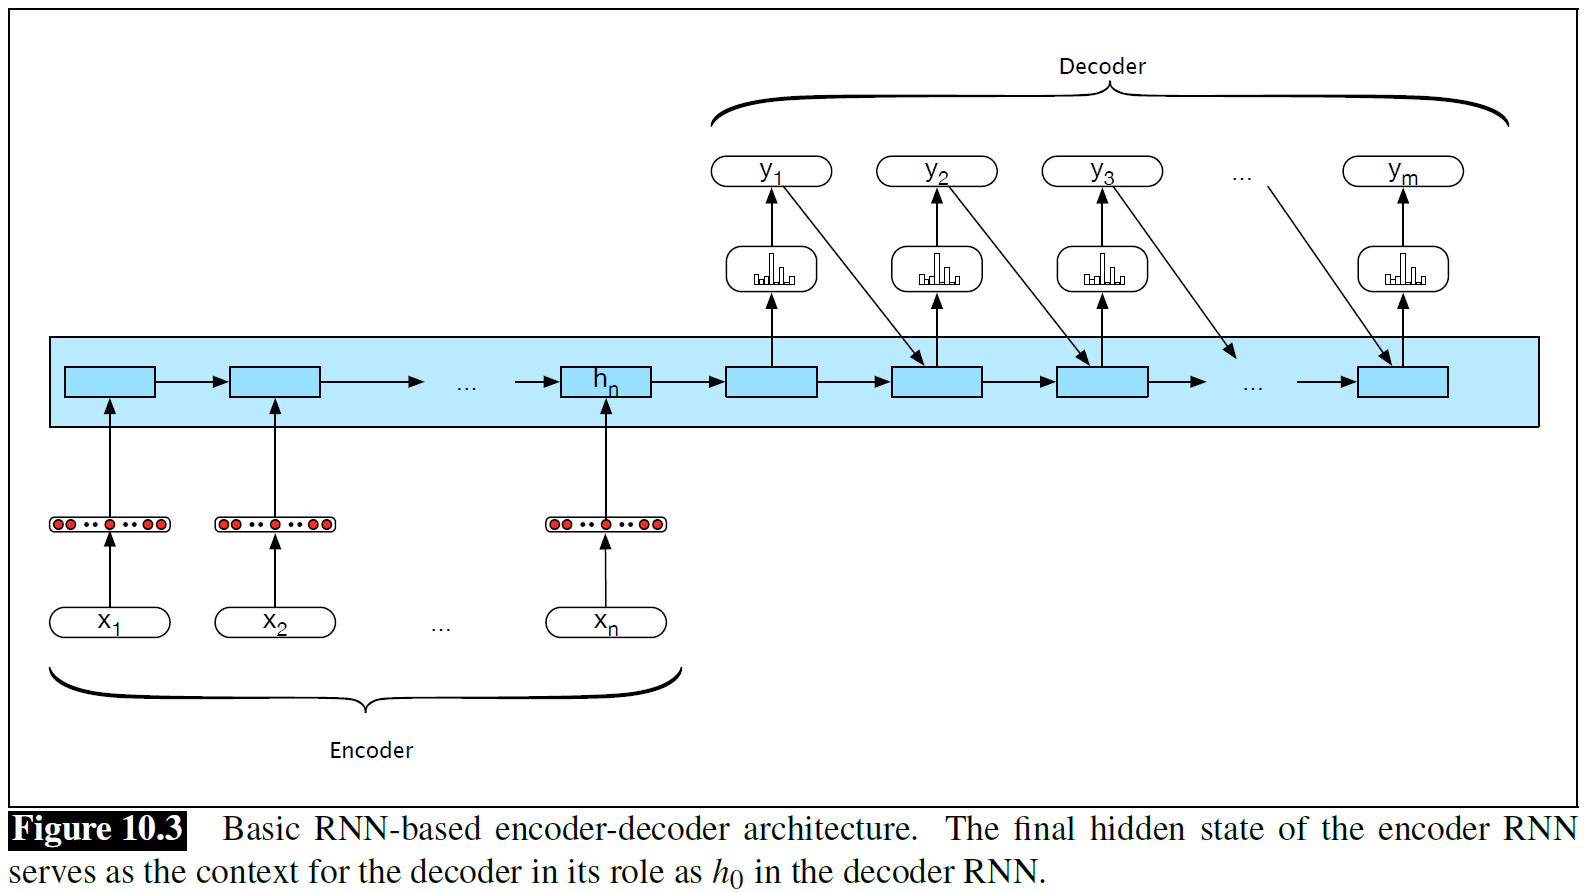 Decoder
y1 y2 y3 ... ym
... hn ...
x1 x2 ... xn
Encoder
Figure 10.3 Basic RNN-based encoder-decoder architecture. The final hidden state of the encoder RNN
serves as the context for the decoder in its role as h0 in the decoder RNN.